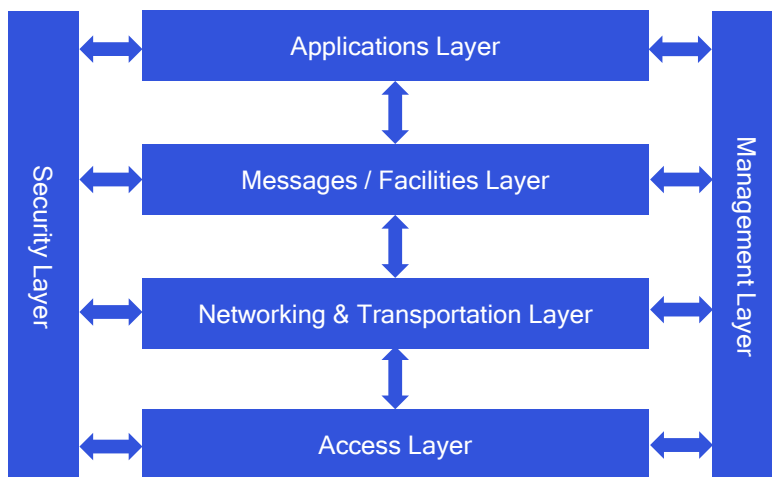 Applications Layer
Security Layer
Messages / Facilities Layer
Management Layer
Networking & Transportation Layer
Access Layer